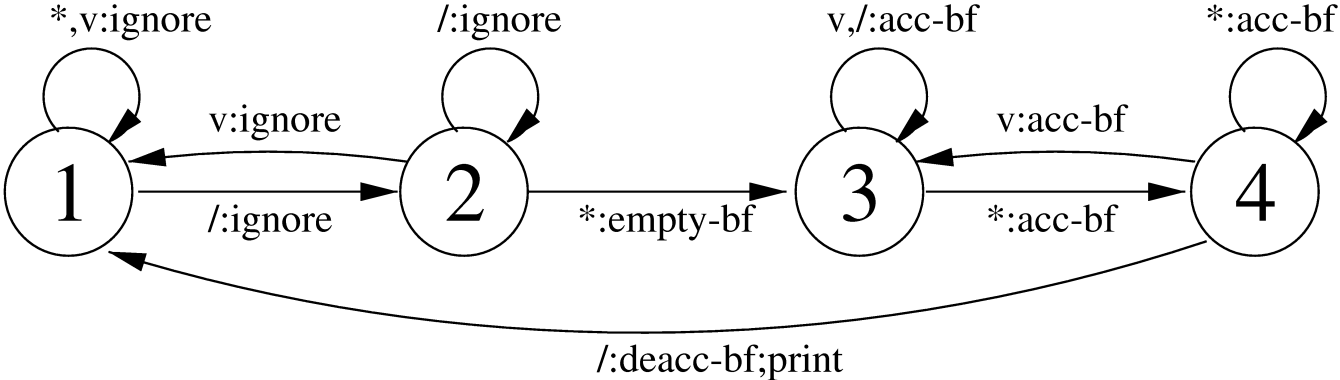 *,v:ignore
/:ignore
v,/:acc-bf
*:acc-bf
v:ignore
v:acc-bf
1
2
3
4
/:ignore
*:empty-bf
*:acc-bf
/:deacc-bf;print